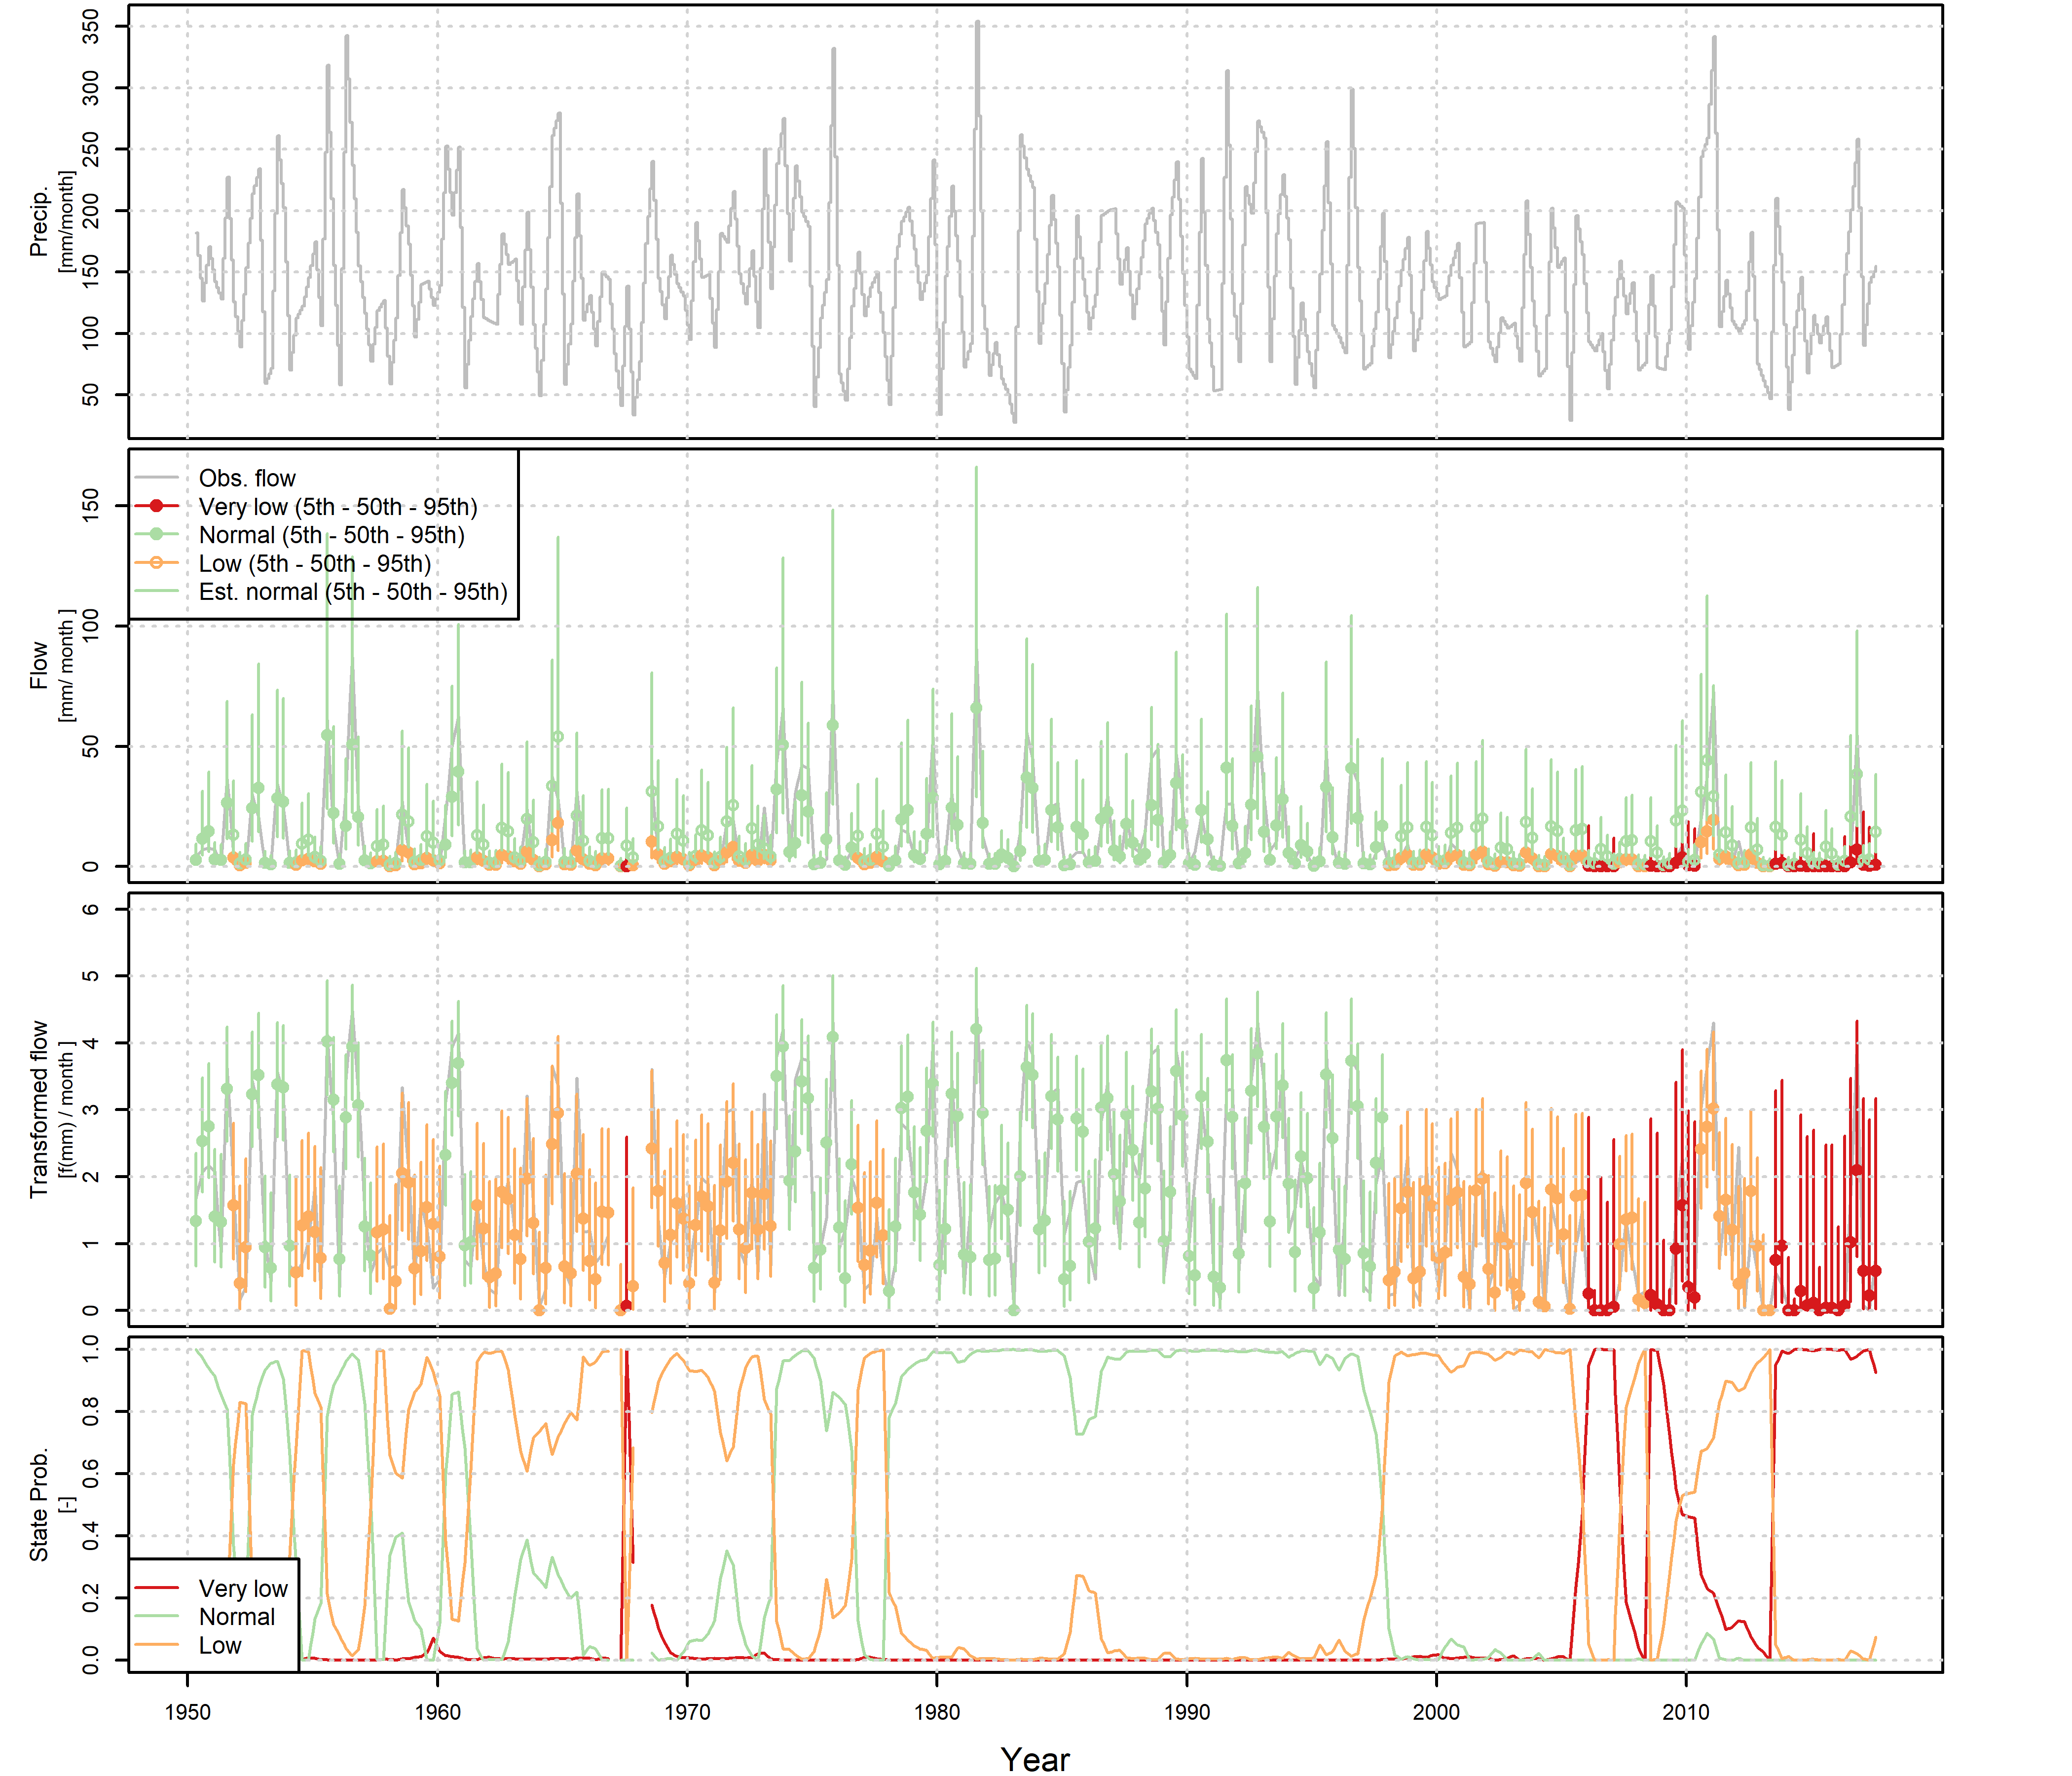 350
300
250
200
150
100
50
Precip.
[mm/month]
Obs. flow
Very low (5th - 50th - 95th)
Normal (5th - 50th - 95th)
Low (5th - 50th - 95th)
Est. normal (5th - 50th - 95th)
150
100
50
0
Flow
[mm/ month ]
6
5
4
3
2
1
0
Transformed flow
[f(mm) / month ]
1.0
0.8
0.6
0.4
0.2
0.0
State Prob.
[-]
Very low
Normal
Low
1950 1960 1970 1980 1990 2000 2010
Year